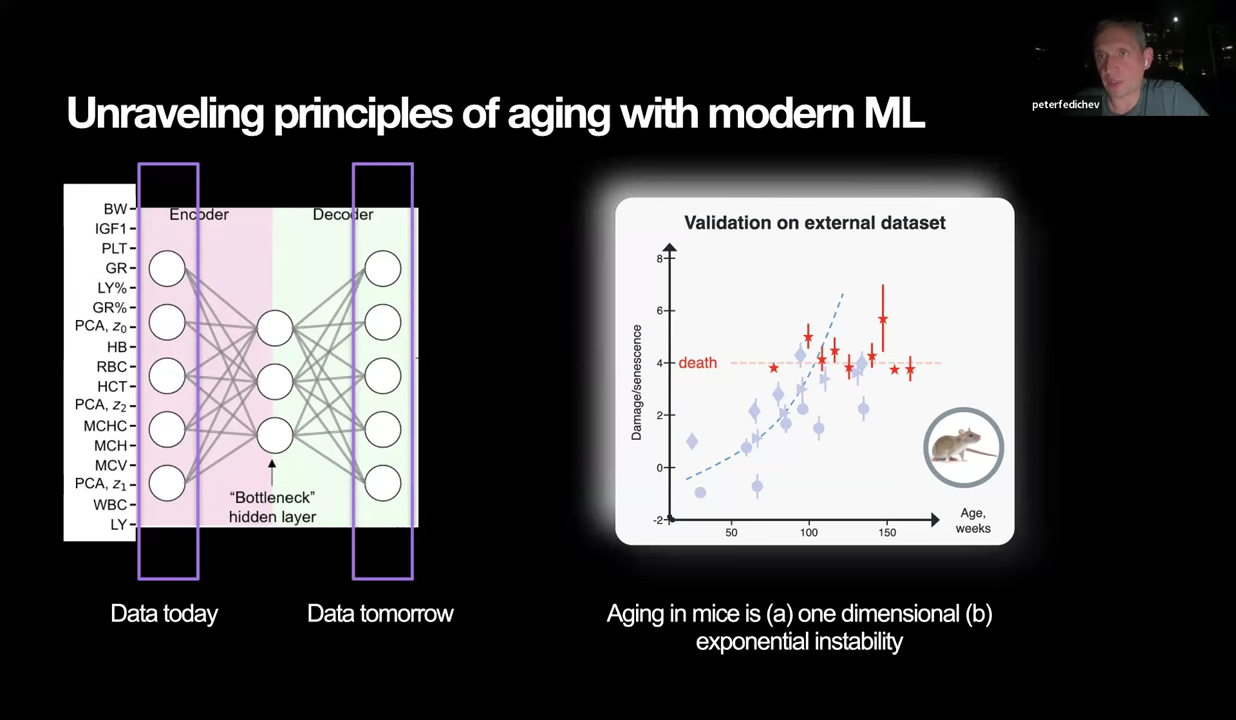 peterfedichev
Unraveling principles of aging with modern ML
BW
IGF1
PLT
GR
LY%
GR%
PCA, z0
HB
RBC
HCT
PCA, z2
MCHC
MCH
MCV
PCA, z1
WBC
LY
Encoder
Decoder
“Bottleneck”
hidden layer
Data today
Data tomorrow
Validation on external dataset
Damage/senescence
8
6
4
2
0
-2
death
50
100
150
Age,
weeks
Aging in mice is (a) one dimensional (b)
exponential instability